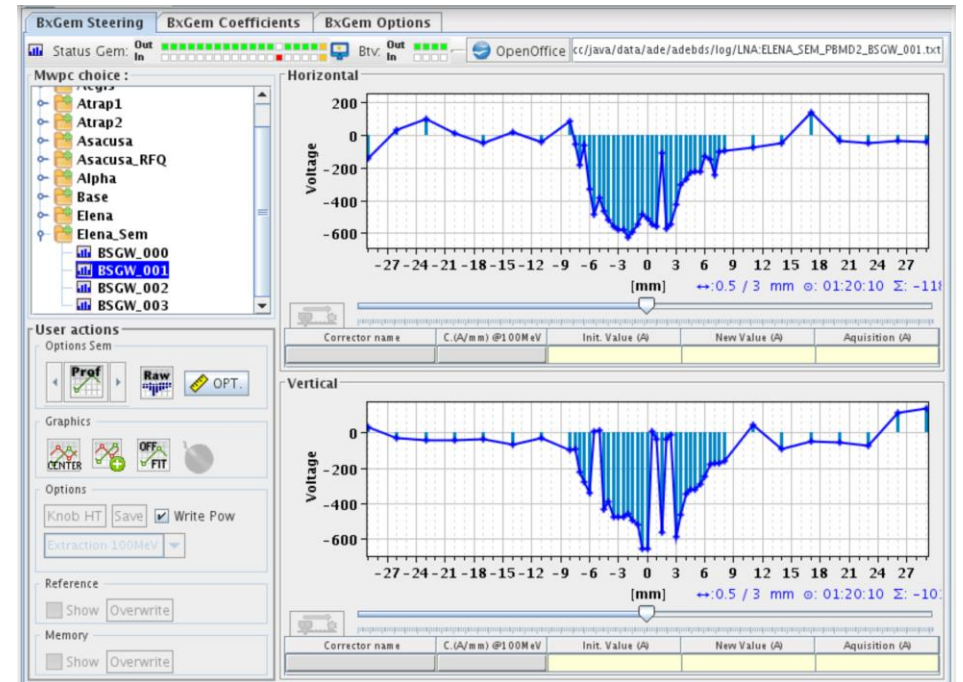 BxGem Steering BxGem Coefficients BxGem Options
Status Gem: Out In Btv: Out In OpenOffice cc/java/data/ade/adebds/log/LNA:ELENA_SEM_PBMD2_BSGW_001.txt
Mwpc choice :
Atrap1
Atrap2
Asacusa
Asacusa_RFQ
Alpha
Base
Elena
Elena_Sem
BSGW_000
BSGW_001
BSGW_002
BSGW_003
User actions
Options Sem
Prof Raw OPT.
Graphics
CENTER OFF FIT
Options
Knob HT Save Write Pow
Extraction 100MeV
Reference
Show Overwrite
Memory
Show Overwrite
Horizontal
Voltage
200
0
-200
-400
-600
-27 -24 -21 -18 -15 -12 -9 -6 -3 0 3 6 9 12 15 18 21 24 27
[mm] ↔:0.5 / 3 mm ⊙: 01:20:10 Σ: -118
Corrector name C.(A/mm) @100MeV Init. Value (A) New Value (A) Aquisition (A)
Vertical
Voltage
0
-200
-400
-600
-27 -24 -21 -18 -15 -12 -9 -6 -3 0 3 6 9 12 15 18 21 24 27
[mm] ↔:0.5 / 3 mm ⊙: 01:20:10 Σ: -10
Corrector name C.(A/mm) @100MeV Init. Value (A) New Value (A) Aquisition (A)